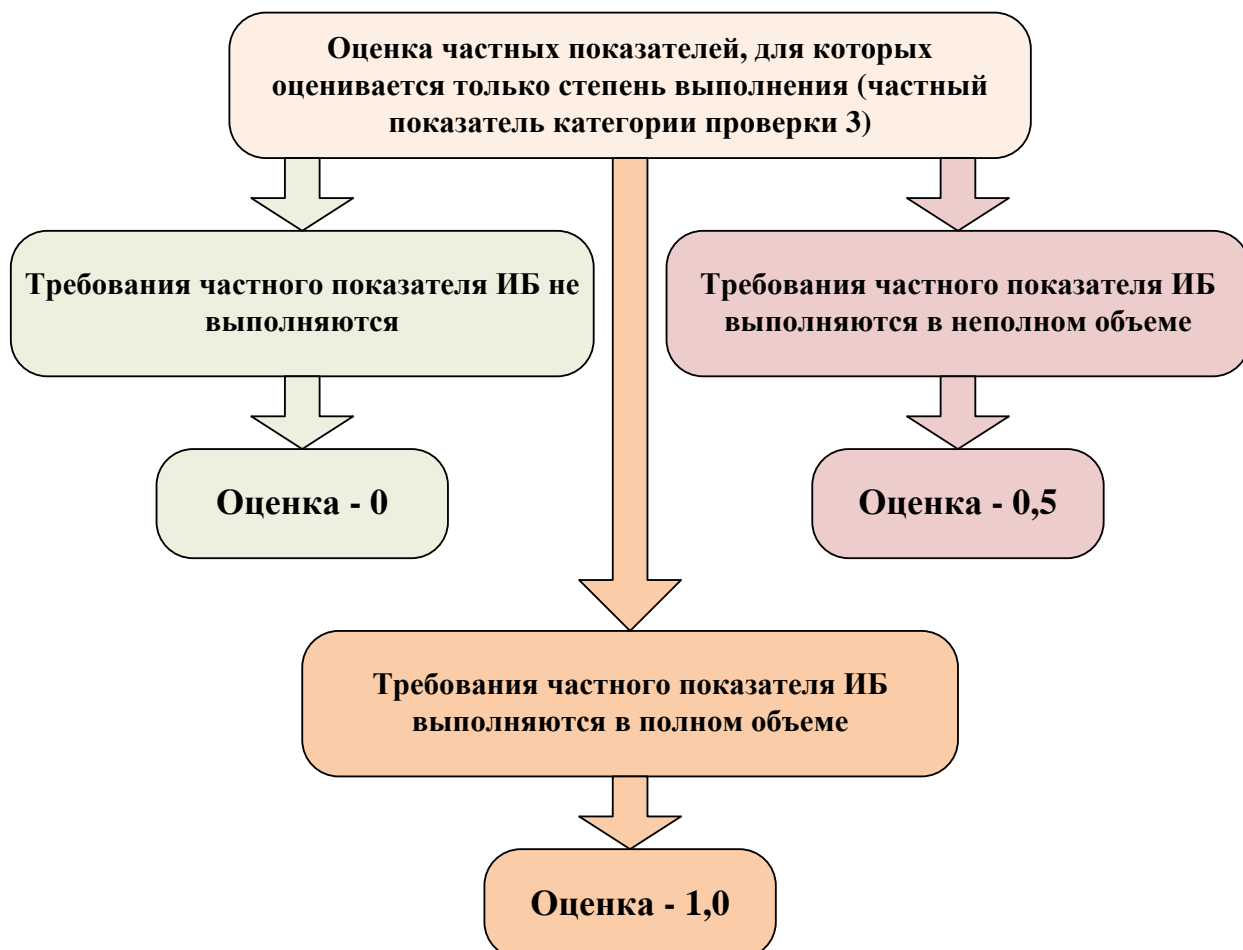 Оценка частных показателей, для которых
оценивается только степень выполнения (частный
показатель категории проверки 3)
Требования частного показателя ИБ не
выполняются
Требования частного показателя ИБ
выполняются в неполном объеме
Оценка - 0
Оценка - 0,5
Требования частного показателя ИБ
выполняются в полном объеме
Оценка - 1,0